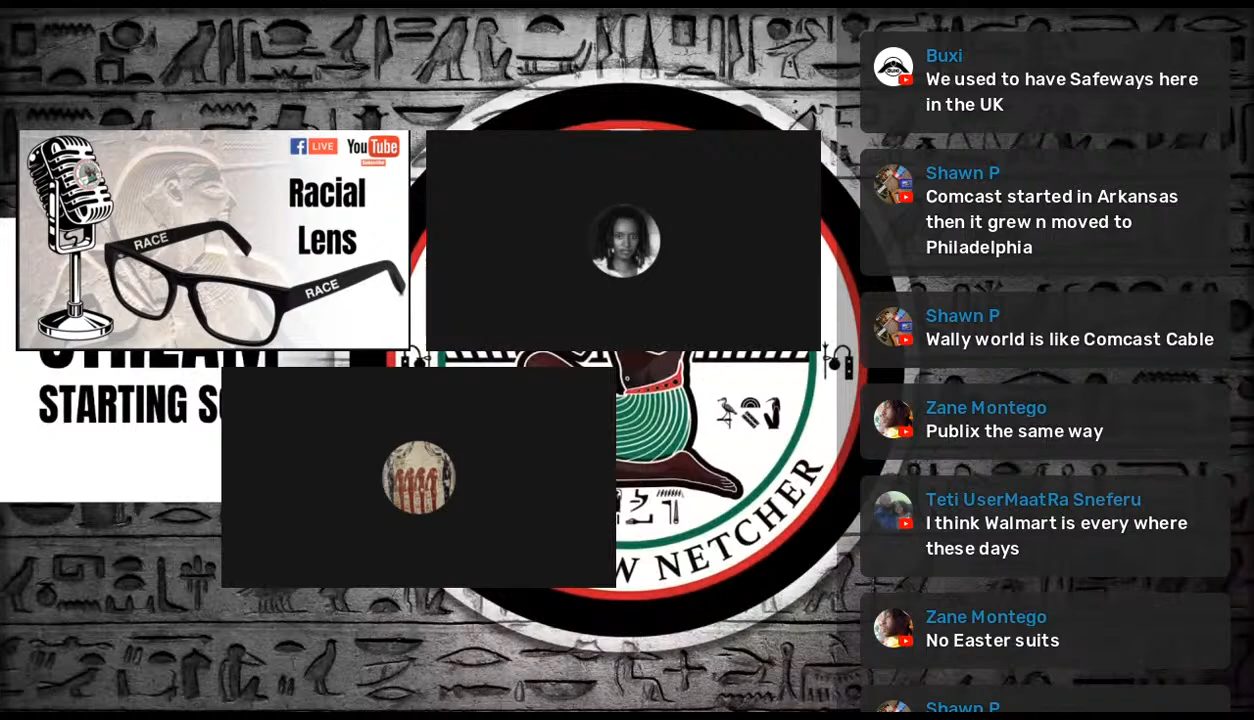 LIVE
YouTube
Racial
Lens
RACE
RACE
STREAM
STARTING S
W NETCHER
Buxi
We used to have Safeways here
in the UK
Shawn P
Comcast started in Arkansas
then it grew n moved to
Philadelphia
Shawn P
Wally world is like Comcast Cable
Zane Montego
Publix the same way
Teti UserMaatRa Sneferu
I think Walmart is every where
these days
Zane Montego
No Easter suits
Shawn P